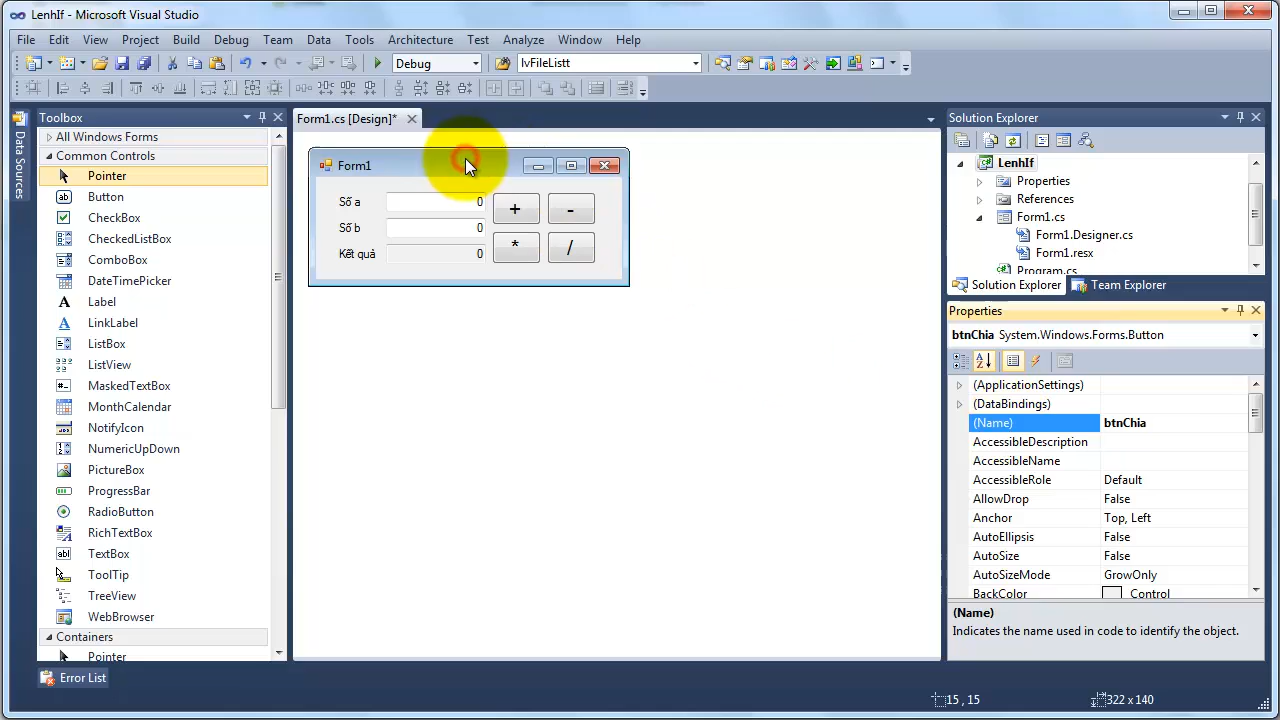 LenhIf - Microsoft Visual Studio
File Edit View Project Build Debug Team Data Tools Architecture Test Analyze Window Help
Debug lvFileListt
Toolbox
Form1.cs [Design]*
Solution Explorer
Data Sources
All Windows Forms
Common Controls
Pointer
Button
CheckBox
CheckedListBox
ComboBox
DateTimePicker
Label
LinkLabel
ListBox
ListView
MaskedTextBox
MonthCalendar
NotifyIcon
NumericUpDown
PictureBox
ProgressBar
RadioButton
RichTextBox
TextBox
ToolTip
TreeView
WebBrowser
Containers
Pointer
Form1
Số a 0 + -
Số b 0
Kết quả 0 * /
LenhIf
Properties
References
Form1.cs
Form1.Designer.cs
Form1.resx
Program.cs
Solution Explorer Team Explorer
Properties
btnChia System.Windows.Forms.Button
(ApplicationSettings)
(DataBindings)
(Name) btnChia
AccessibleDescription
AccessibleName
AccessibleRole Default
AllowDrop False
Anchor Top, Left
AutoEllipsis False
AutoSize False
AutoSizeMode GrowOnly
BackColor Control
(Name)
Indicates the name used in code to identify the object.
Error List
15 , 15 322 x 140